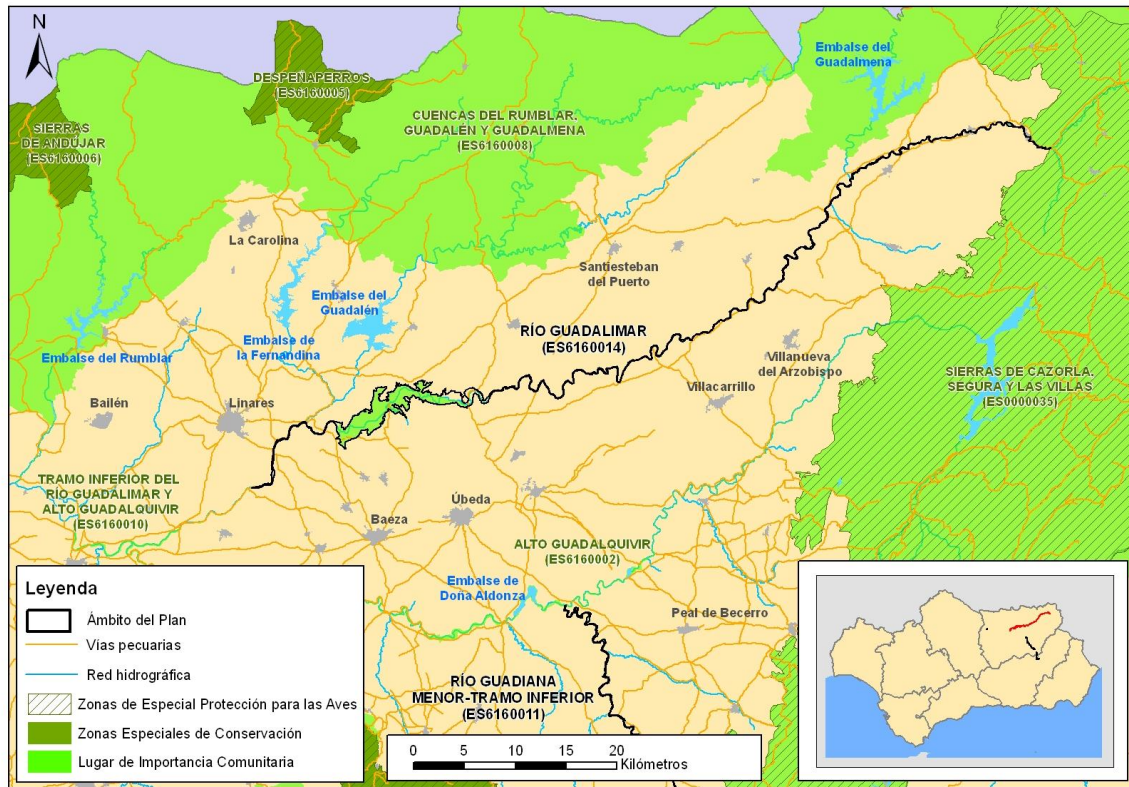 N
Embalse del
Guadalmena
DESPEÑAPERROS
(ES6160005)
SIERRAS
DE ANDÚJAR
(ES6160006)
CUENCAS DEL RUMBLAR,
GUADALÉN Y GUADALMENA
(ES6160008)
La Carolina
Santiesteban
del Puerto
Embalse del
Guadalén
RÍO GUADALIMAR
(ES6160014)
Embalse de
la Fernandina
Embalse del Rumblar
Villanueva
del Arzobispo
SIERRAS DE CAZORLA,
SEGURA Y LAS VILLAS
(ES0000035)
Villacarrillo
Bailén
Linares
TRAMO INFERIOR DEL
RÍO GUADALIMAR Y
ALTO GUADALQUIVIR
(ES6160010)
Úbeda
Baeza
ALTO GUADALQUIVIR
(ES6160002)
Embalse de
Doña Aldonza
Peal de Becerro
RÍO GUADIANA
MENOR-TRAMO INFERIOR
(ES6160011)
Leyenda
Ámbito del Plan
Vías pecuarias
Red hidrográfica
Zonas de Especial Protección para las Aves
Zonas Especiales de Conservación
Lugar de Importancia Comunitaria
0 5 10 15 20
Kilómetros